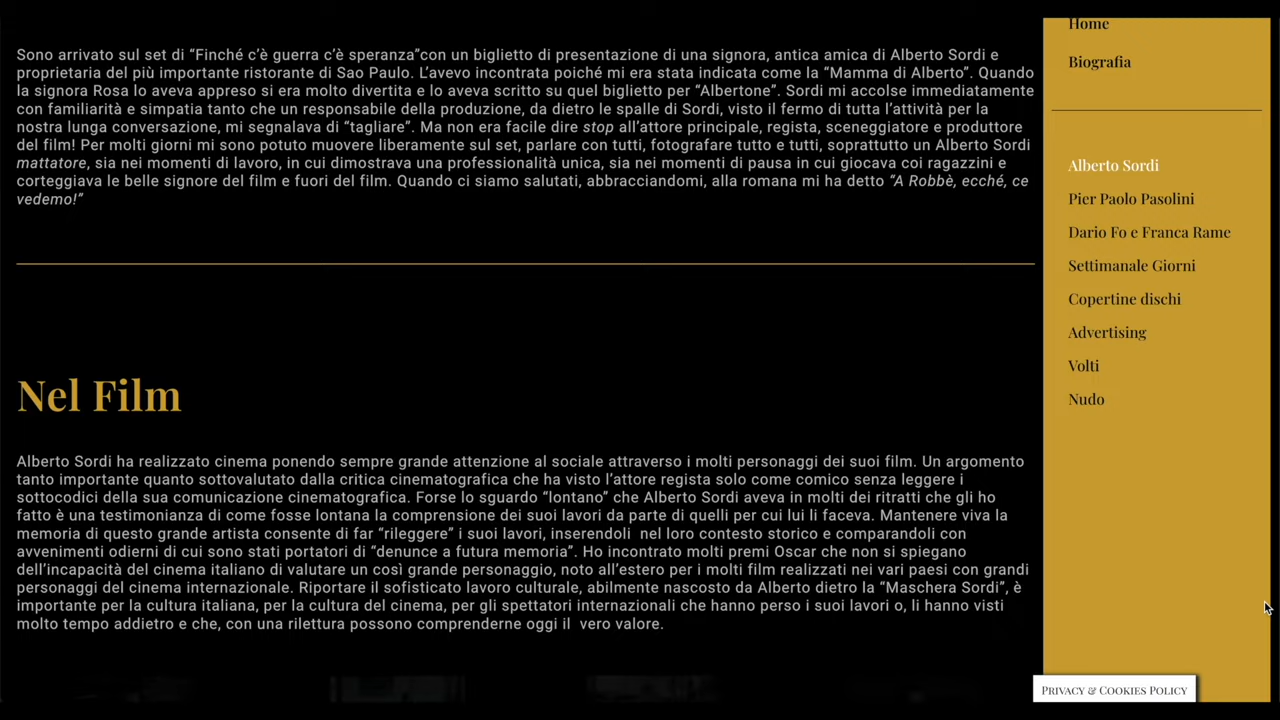 Sono arrivato sul set di “Finché c’è guerra c’è speranza”con un biglietto di presentazione di una signora, antica amica di Alberto Sordi e
proprietaria del più importante ristorante di Sao Paulo. L’avevo incontrata poiché mi era stata indicata come la “Mamma di Alberto”. Quando
la signora Rosa lo aveva appreso si era molto divertita e lo aveva scritto su quel biglietto per “Albertone”. Sordi mi accolse immediatamente
con familiarità e simpatia tanto che un responsabile della produzione, da dietro le spalle di Sordi, visto il fermo di tutta l’attività per la
nostra lunga conversazione, mi segnalava di “tagliare”. Ma non era facile dire stop all’attore principale, regista, sceneggiatore e produttore
del film! Per molti giorni mi sono potuto muovere liberamente sul set, parlare con tutti, fotografare tutto e tutti, soprattutto un Alberto Sordi
mattatore, sia nei momenti di lavoro, in cui dimostrava una professionalità unica, sia nei momenti di pausa in cui giocava coi ragazzini e
corteggiava le belle signore del film e fuori del film. Quando ci siamo salutati, abbracciandomi, alla romana mi ha detto “A Robbè, ecché, ce
vedemo!”
Nel Film
Alberto Sordi ha realizzato cinema ponendo sempre grande attenzione al sociale attraverso i molti personaggi dei suoi film. Un argomento
tanto importante quanto sottovalutato dalla critica cinematografica che ha visto l’attore regista solo come comico senza leggere i
sottocodici della sua comunicazione cinematografica. Forse lo sguardo “lontano” che Alberto Sordi aveva in molti dei ritratti che gli ho
fatto è una testimonianza di come fosse lontana la comprensione dei suoi lavori da parte di quelli per cui lui li faceva. Mantenere viva la
memoria di questo grande artista consente di far “rileggere” i suoi lavori, inserendoli  nel loro contesto storico e comparandoli con
avvenimenti odierni di cui sono stati portatori di “denunce a futura memoria”. Ho incontrato molti premi Oscar che non si spiegano
dell’incapacità del cinema italiano di valutare un così grande personaggio, noto all’estero per i molti film realizzati nei vari paesi con grandi
personaggi del cinema internazionale. Riportare il sofisticato lavoro culturale, abilmente nascosto da Alberto dietro la “Maschera Sordi”, è
importante per la cultura italiana, per la cultura del cinema, per gli spettatori internazionali che hanno perso i suoi lavori o, li hanno visti
molto tempo addietro e che, con una rilettura possono comprenderne oggi il  vero valore.
Home
Biografia
Alberto Sordi
Pier Paolo Pasolini
Dario Fo e Franca Rame
Settimanale Giorni
Copertine dischi
Advertising
Volti
Nudo
Privacy & Cookies Policy